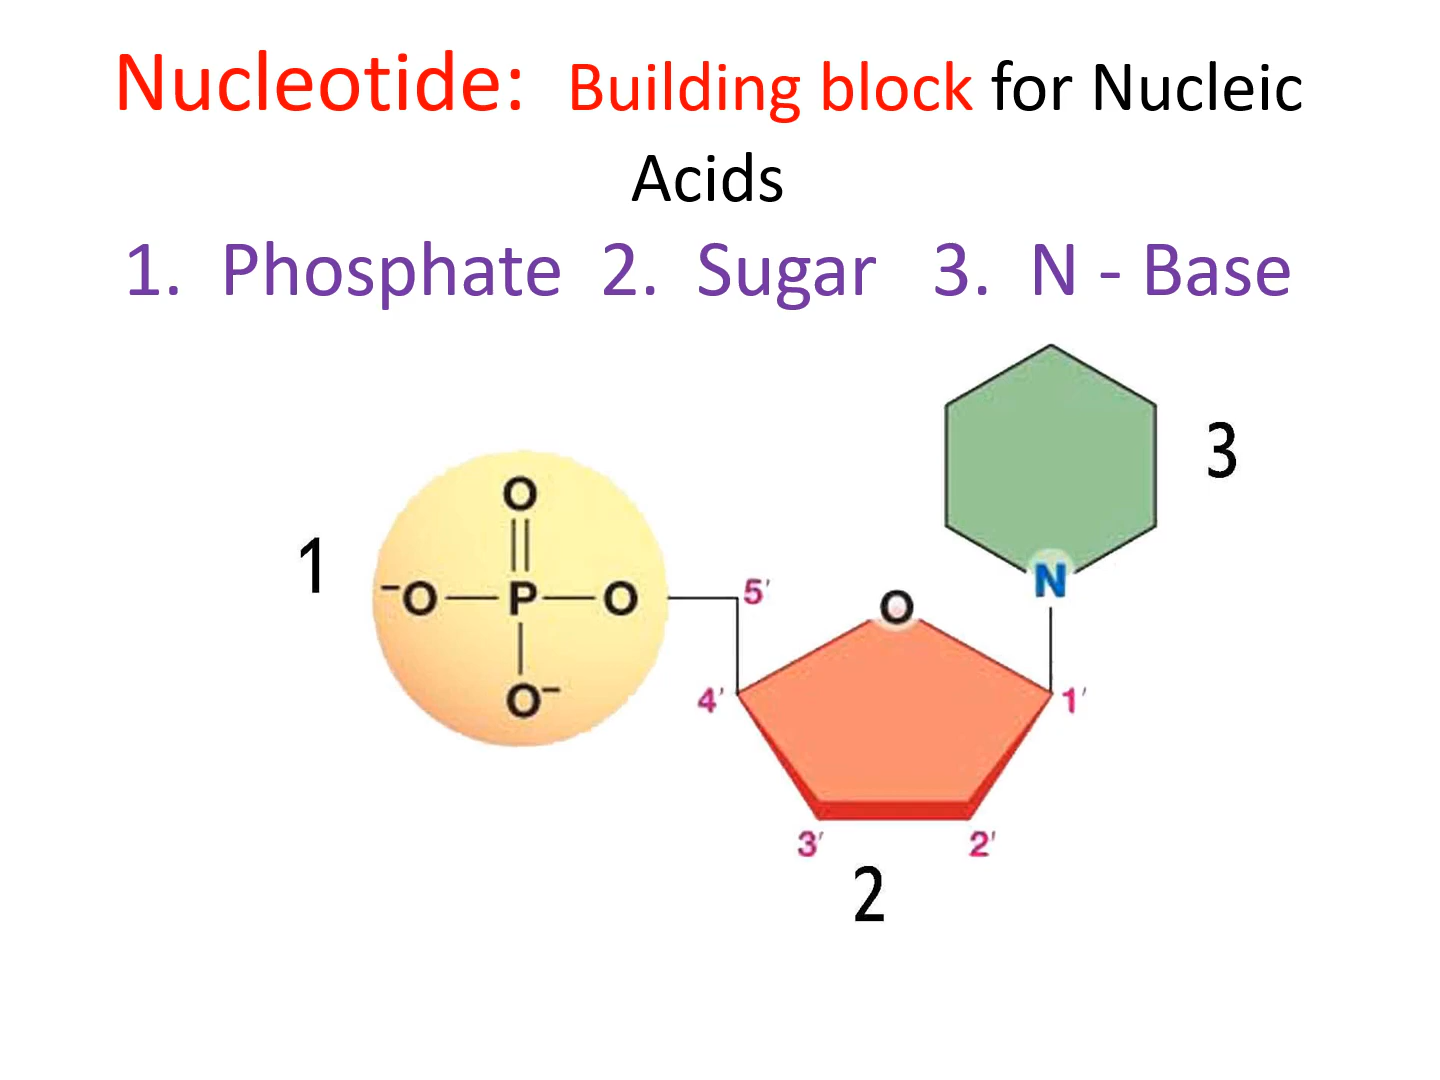 Nucleotide: Building block for Nucleic
Acids
1. Phosphate 2. Sugar 3. N - Base
3
O
1
⁻O—P—O
5′
N
O
O⁻
4′
1′
3′
2′
2